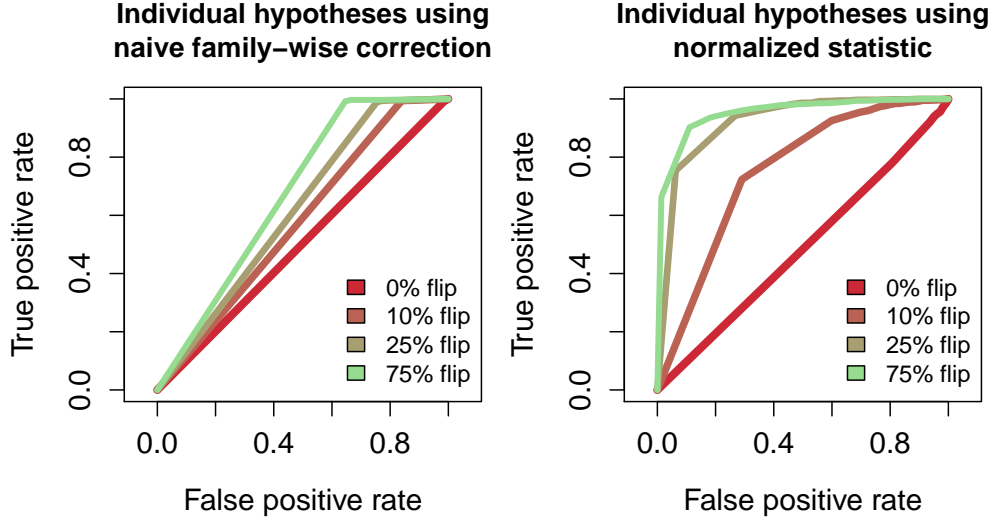 Individual hypotheses using
naive family−wise correction
True positive rate
0.8
0.4
0.0
0% flip
10% flip
25% flip
75% flip
0.0 0.4 0.8
False positive rate
Individual hypotheses using
normalized statistic
True positive rate
0.8
0.4
0.0
0% flip
10% flip
25% flip
75% flip
0.0 0.4 0.8
False positive rate